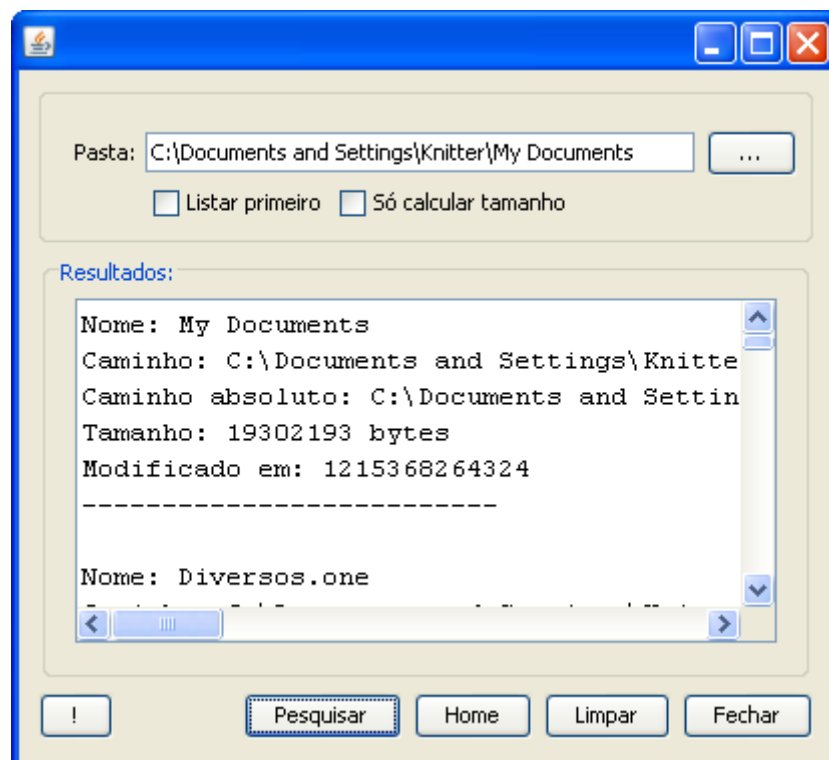 Pasta: C:\Documents and Settings\Knitter\My Documents ...
Listar primeiro Só calcular tamanho
Resultados:
Nome: My Documents
Caminho: C:\Documents and Settings\Knitte
Caminho absoluto: C:\Documents and Settin
Tamanho: 19302193 bytes
Modificado em: 1215368264324
--------------------------
Nome: Diversos.one
! Pesquisar Home Limpar Fechar